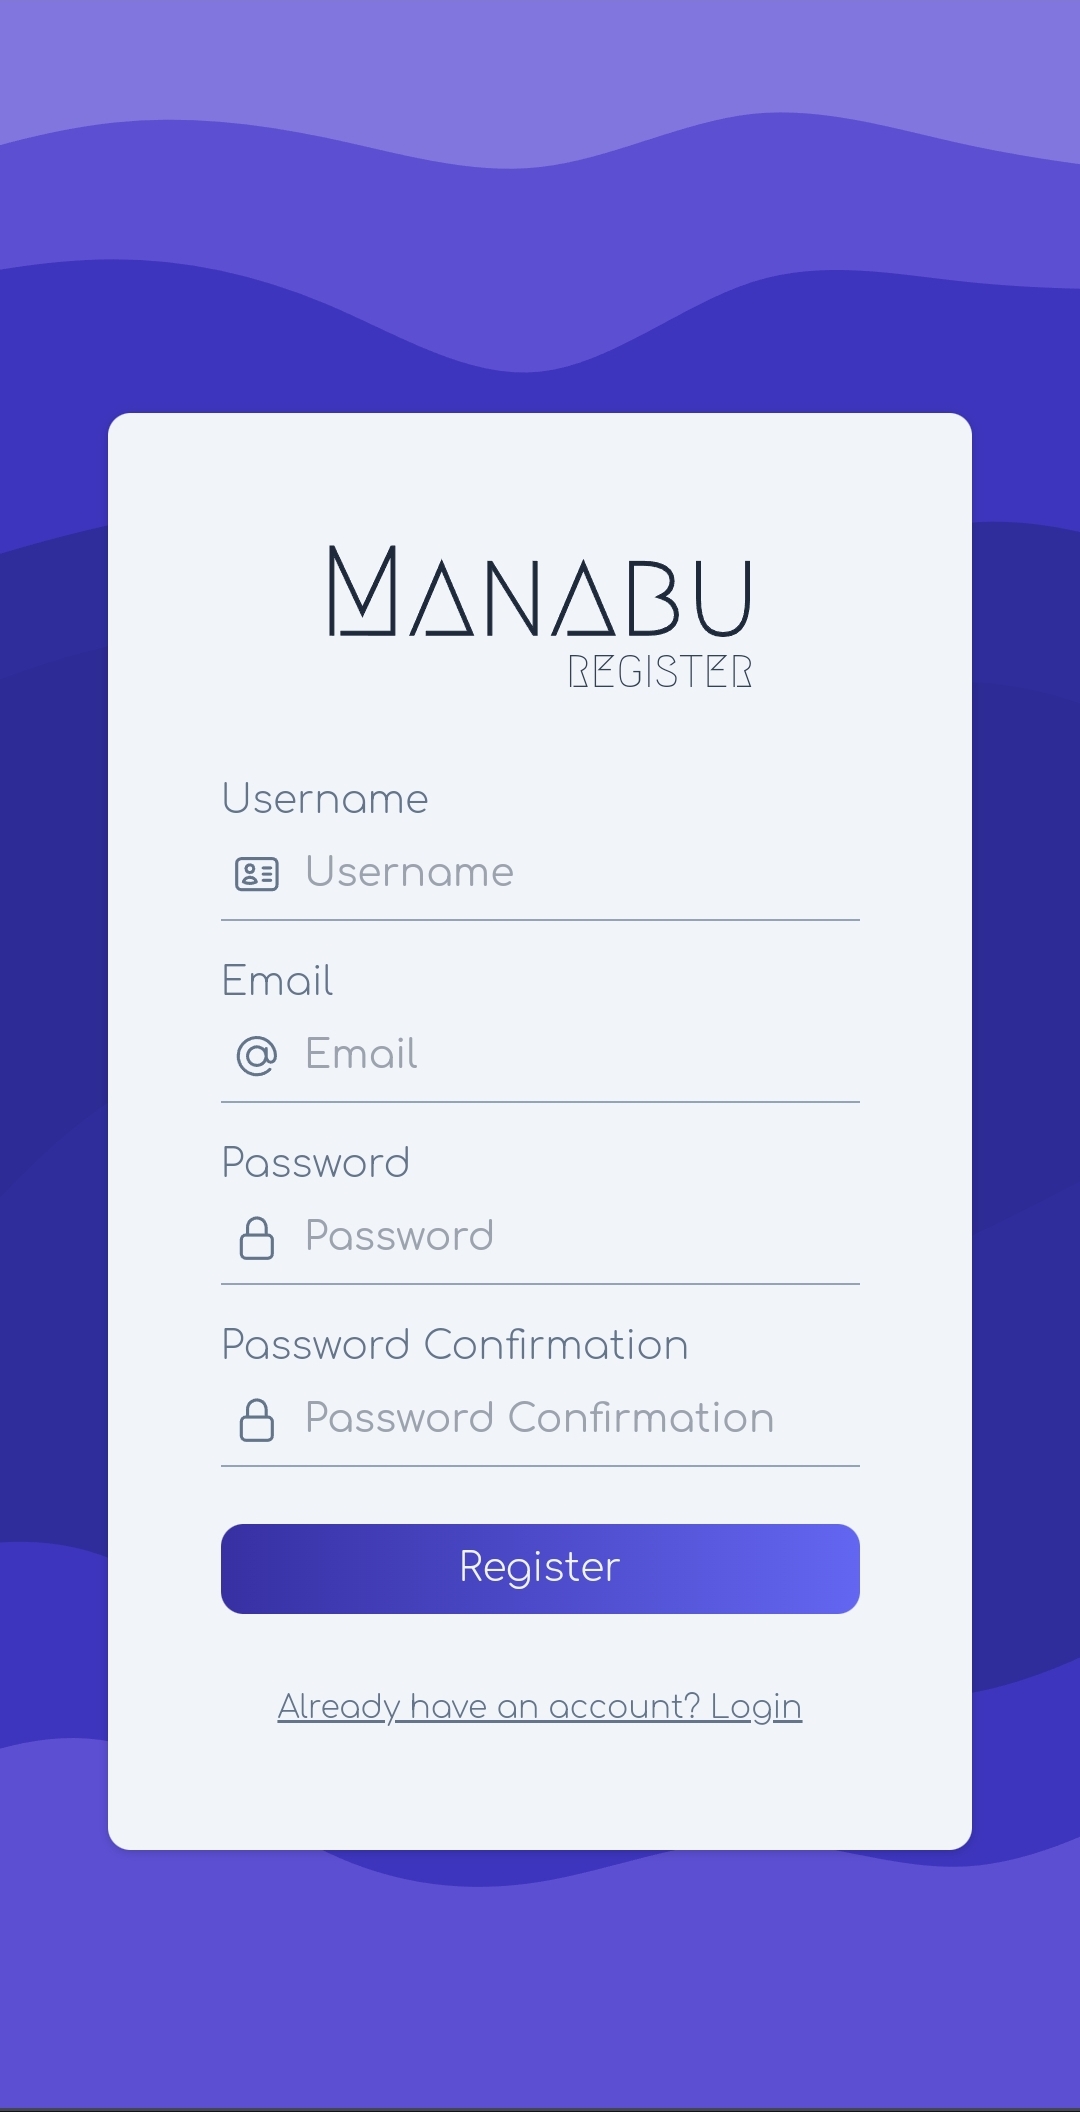 MANABU
REGISTER
Username
Username
Email
Email
Password
Password
Password Confirmation
Password Confirmation
Register
Already have an account? Login